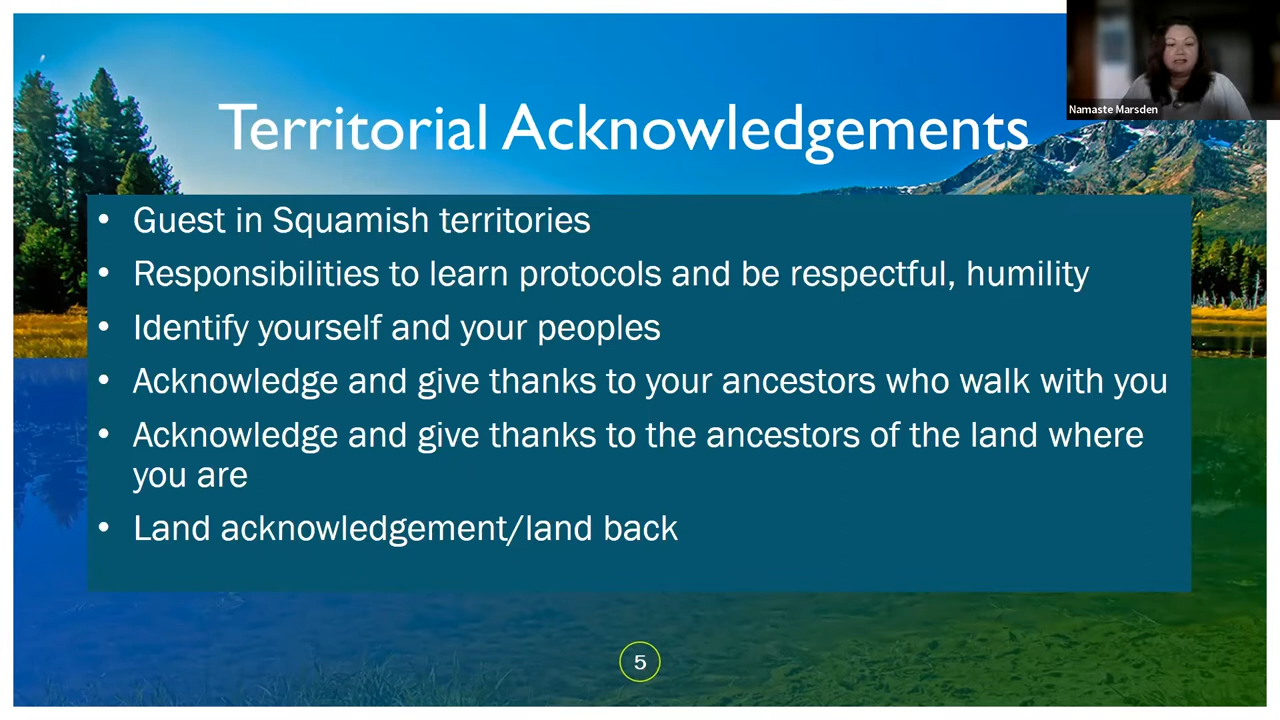 Namaste Marsden
Territorial Acknowledgements
• Guest in Squamish territories
• Responsibilities to learn protocols and be respectful, humility
• Identify yourself and your peoples
• Acknowledge and give thanks to your ancestors who walk with you
• Acknowledge and give thanks to the ancestors of the land where
you are
• Land acknowledgement/land back
5